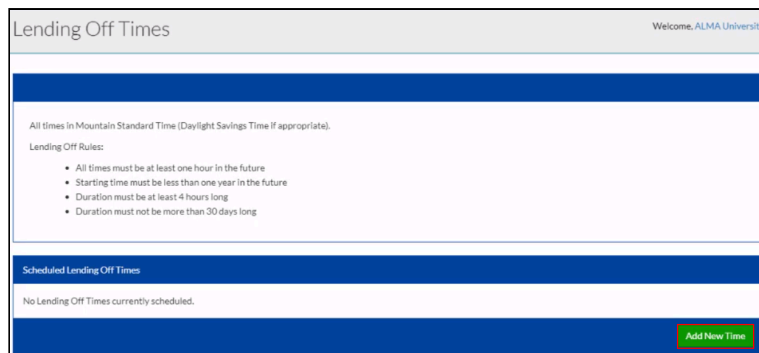 Lending Off Times
Welcome, ALMA Universit
All times in Mountain Standard Time (Daylight Savings Time if appropriate).
Lending Off Rules:
• All times must be at least one hour in the future
• Starting time must be less than one year in the future
• Duration must be at least 4 hours long
• Duration must not be more than 30 days long
Scheduled Lending Off Times
No Lending Off Times currently scheduled.
Add New Time